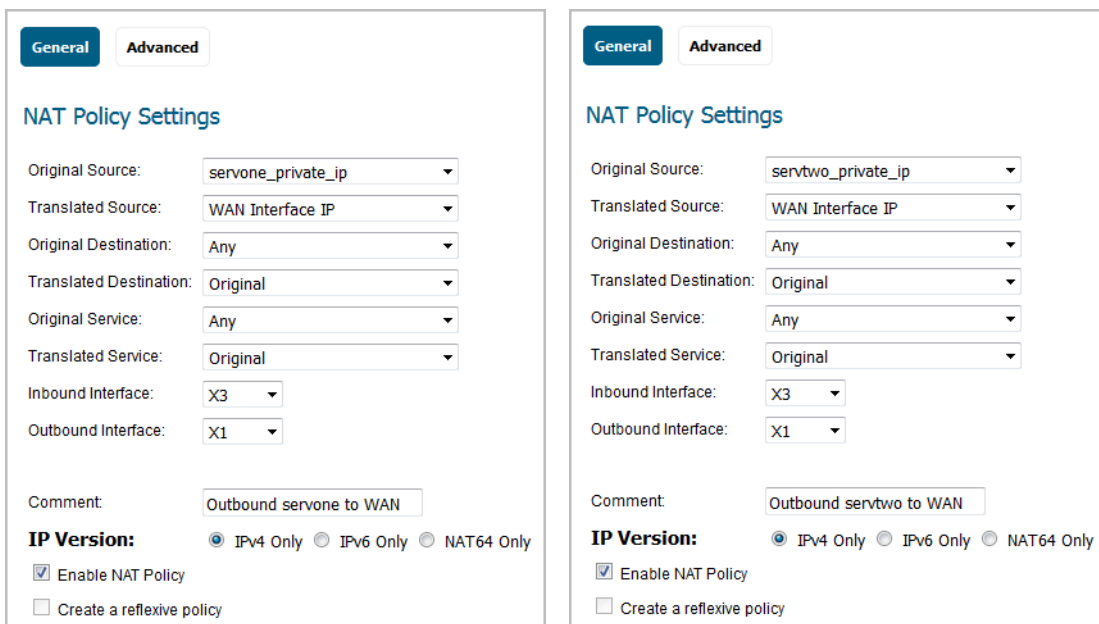 General Advanced
NAT Policy Settings
Original Source: servone_private_ip
Translated Source: WAN Interface IP
Original Destination: Any
Translated Destination: Original
Original Service: Any
Translated Service: Original
Inbound Interface: X3
Outbound Interface: X1
Comment: Outbound servone to WAN
IP Version: IPv4 Only IPv6 Only NAT64 Only
Enable NAT Policy
Create a reflexive policy
General Advanced
NAT Policy Settings
Original Source: servtwo_private_ip
Translated Source: WAN Interface IP
Original Destination: Any
Translated Destination: Original
Original Service: Any
Translated Service: Original
Inbound Interface: X3
Outbound Interface: X1
Comment: Outbound servtwo to WAN
IP Version: IPv4 Only IPv6 Only NAT64 Only
Enable NAT Policy
Create a reflexive policy